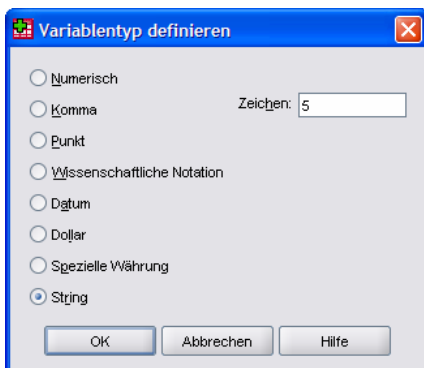 Variablentyp definieren
Numerisch
Komma
Zeichen: 5
Punkt
Wissenschaftliche Notation
Datum
Dollar
Spezielle Währung
String
OK Abbrechen Hilfe